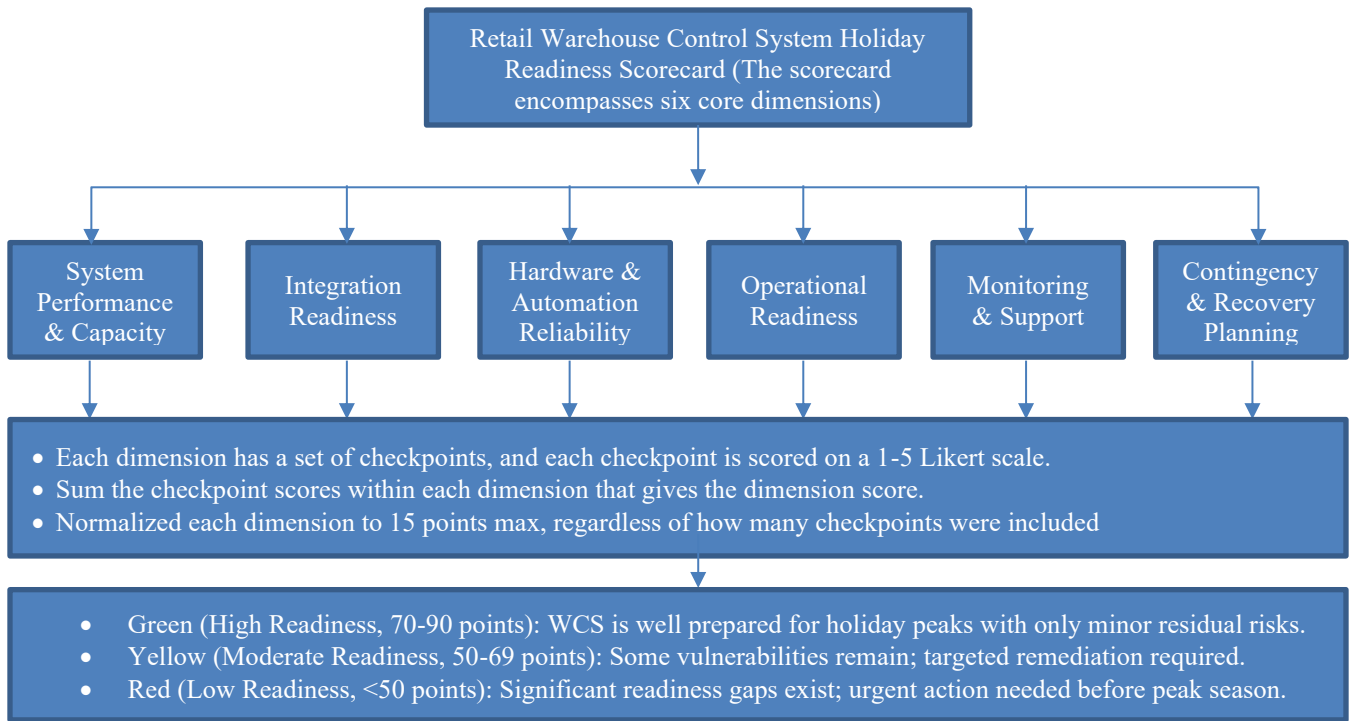 Retail Warehouse Control System Holiday
Readiness Scorecard (The scorecard
encompasses six core dimensions)
System
Performance
& Capacity
Integration
Readiness
Hardware &
Automation
Reliability
Operational
Readiness
Monitoring
& Support
Contingency
& Recovery
Planning
• Each dimension has a set of checkpoints, and each checkpoint is scored on a 1-5 Likert scale.
• Sum the checkpoint scores within each dimension that gives the dimension score.
• Normalized each dimension to 15 points max, regardless of how many checkpoints were included
• Green (High Readiness, 70-90 points): WCS is well prepared for holiday peaks with only minor residual risks.
• Yellow (Moderate Readiness, 50-69 points): Some vulnerabilities remain; targeted remediation required.
• Red (Low Readiness, <50 points): Significant readiness gaps exist; urgent action needed before peak season.